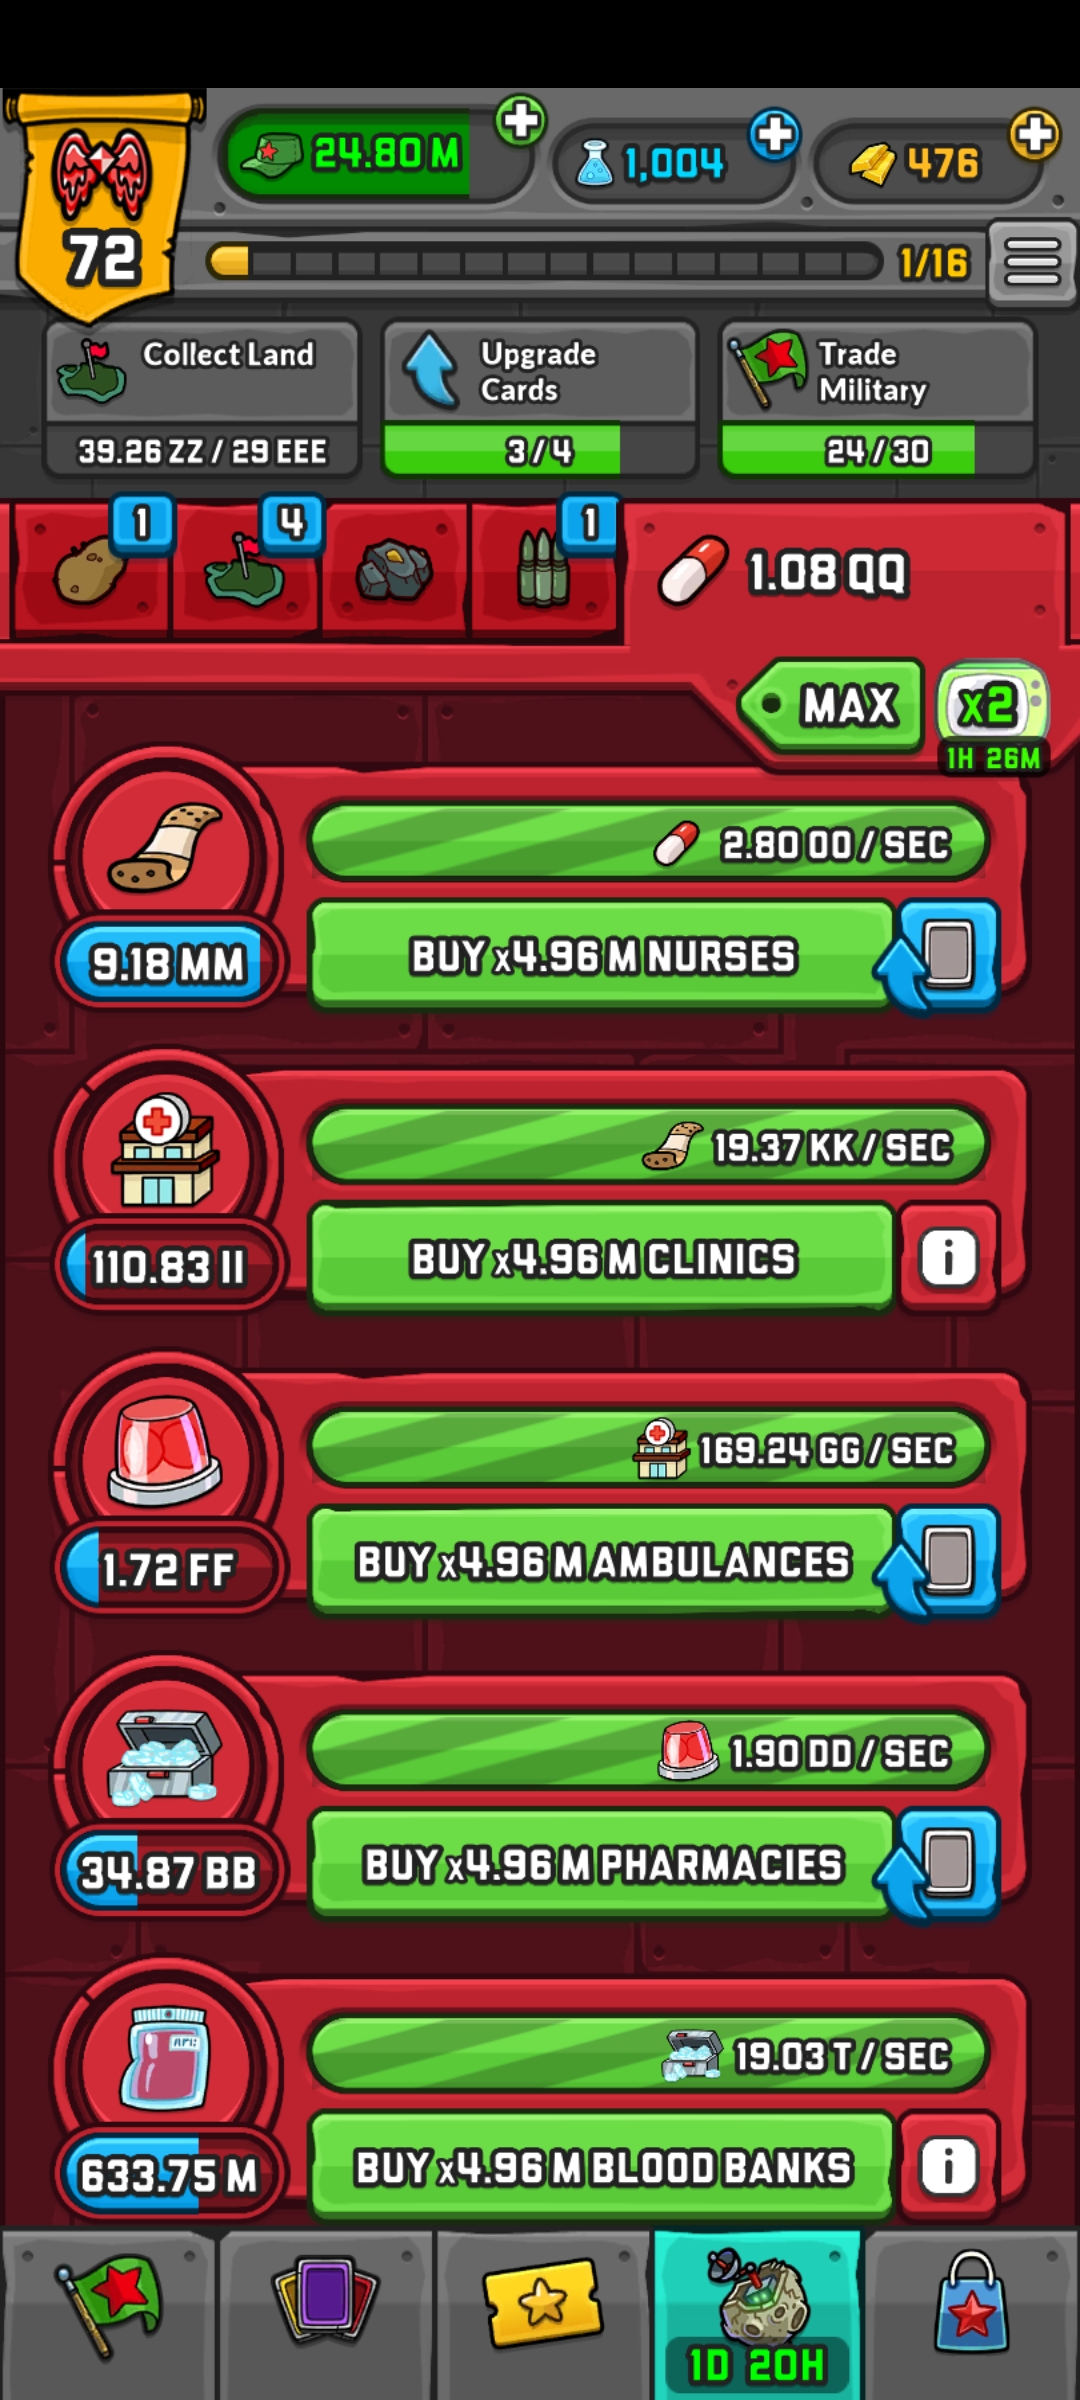 24.80 M
1,004
476
72
1/16
Collect Land
39.26 ZZ / 29 EEE
Upgrade
Cards
3/4
Trade
Military
24/30
1
4
1
1.08 QQ
MAX
x2
1H 26M
2.80 OO / SEC
9.18 MM
BUY x4.96 M NURSES
19.37 KK / SEC
110.83 II
BUY x4.96 M CLINICS
i
169.24 GG / SEC
1.72 FF
BUY x4.96 M AMBULANCES
1.90 DD / SEC
34.87 BB
BUY x4.96 M PHARMACIES
19.03 T / SEC
633.75 M
BUY x4.96 M BLOOD BANKS
i
1D 20H